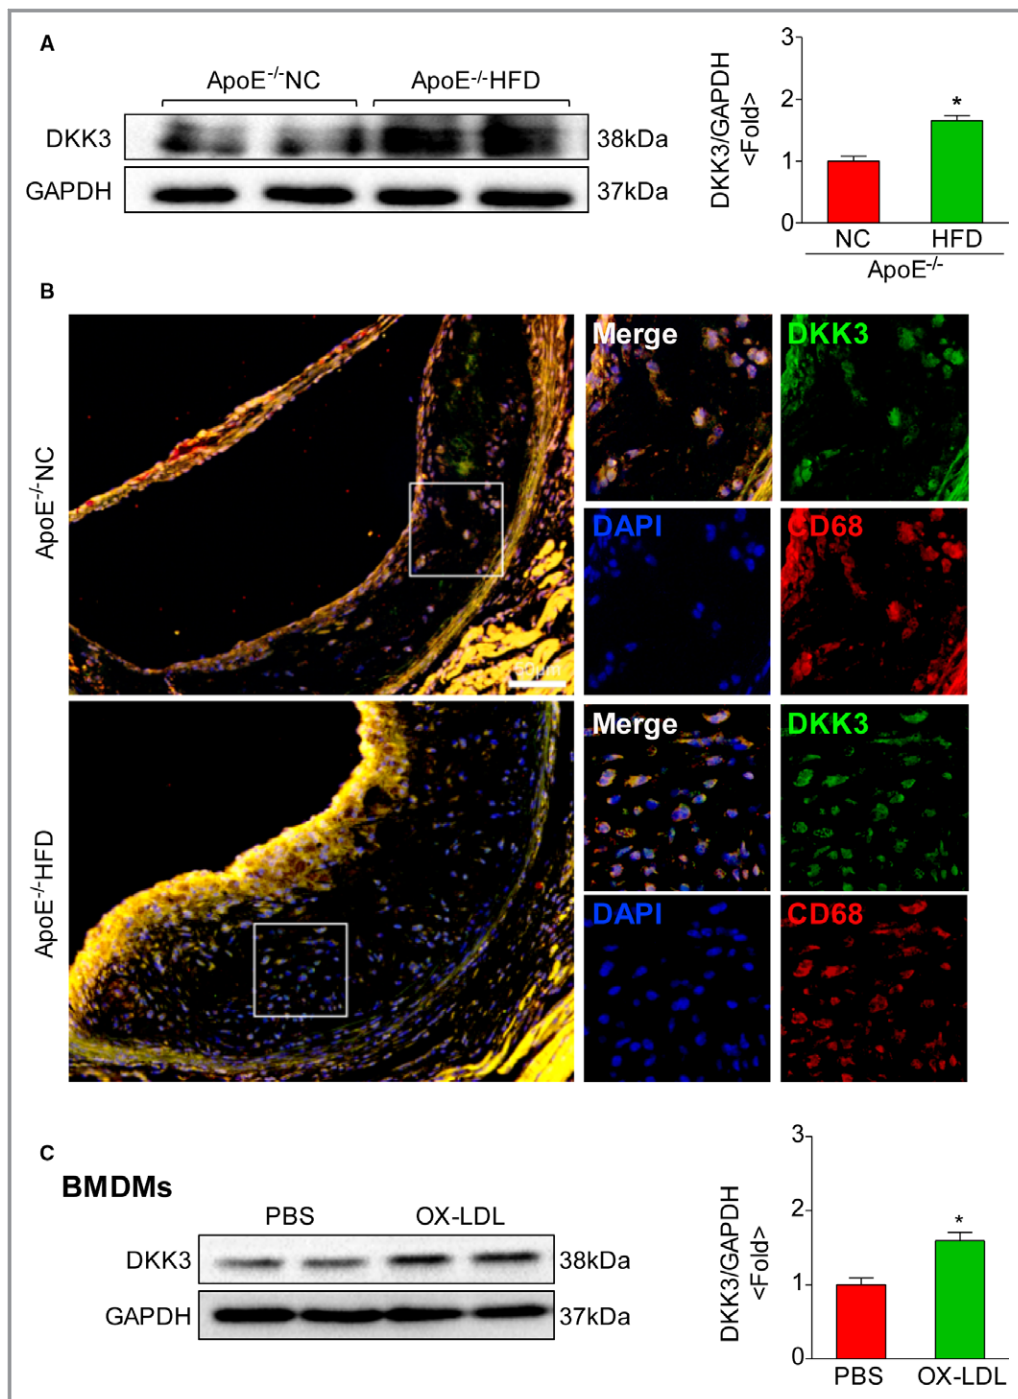 A
ApoE-/-NC
ApoE-/-HFD
DKK3
38kDa
GAPDH
37kDa
3
2
1
0
DKK3/GAPDH
<Fold>
*
NC
HFD
ApoE-/-
B
ApoE-/-NC
50μm
Merge
DKK3
DAPI
CD68
ApoE-/-HFD
Merge
DKK3
DAPI
CD68
C
BMDMs
PBS
OX-LDL
DKK3
38kDa
GAPDH
37kDa
3
2
1
0
DKK3/GAPDH
<Fold>
*
PBS
OX-LDL